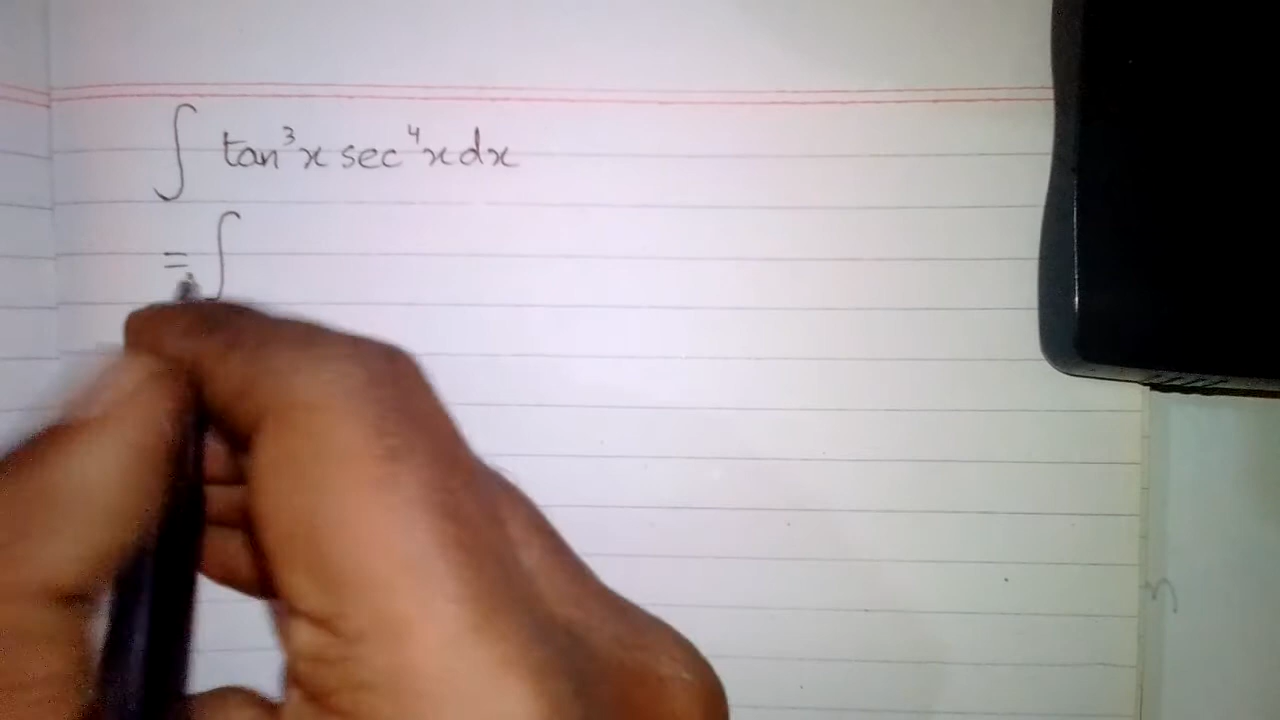 ∫ tan³x sec⁴x dx
= ∫